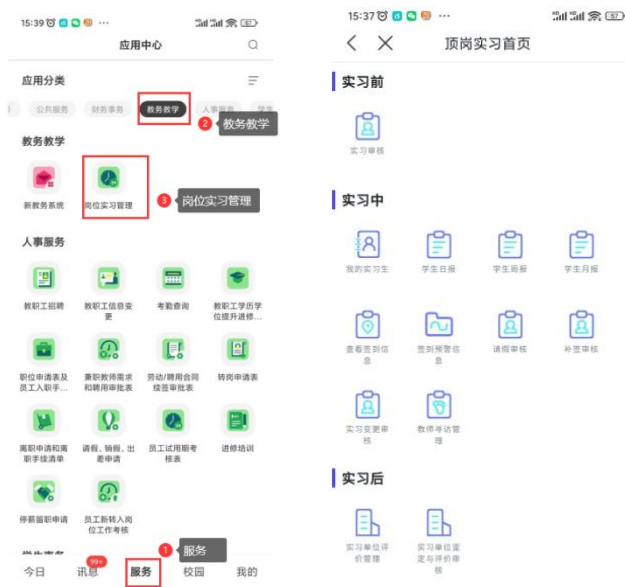 15:39
57
应用中心
应用分类
公共服务
财务事务
教务教学
人事服务
学生
2 教务教学
教务教学
新教务系统
岗位实习管理
3 岗位实习管理
人事服务
教职工招聘
教职工信息变
更
考勤查询
教职工学历学
位提升进修...
职位申请表及
员工入职手...
兼职教师需求
和聘用审批表
劳动/聘用合同
续签审批表
转岗申请表
离职申请和离
职手续清单
请假、销假、出
差申请
员工试用期考
核表
进修培训
停薪留职申请
员工新转入岗
位工作考核
1 服务
今日
讯息
99+
服务
校园
我的
15:37
57
顶岗实习首页
实习前
实习审核
实习中
我的实习生
学生日报
学生周报
学生月报
查看签到信
息
签到预警信
息
请假审核
补签审核
实习变更审
核
教师寻访管
理
实习后
实习单位评
价管理
实习单位鉴
定与评价审
核